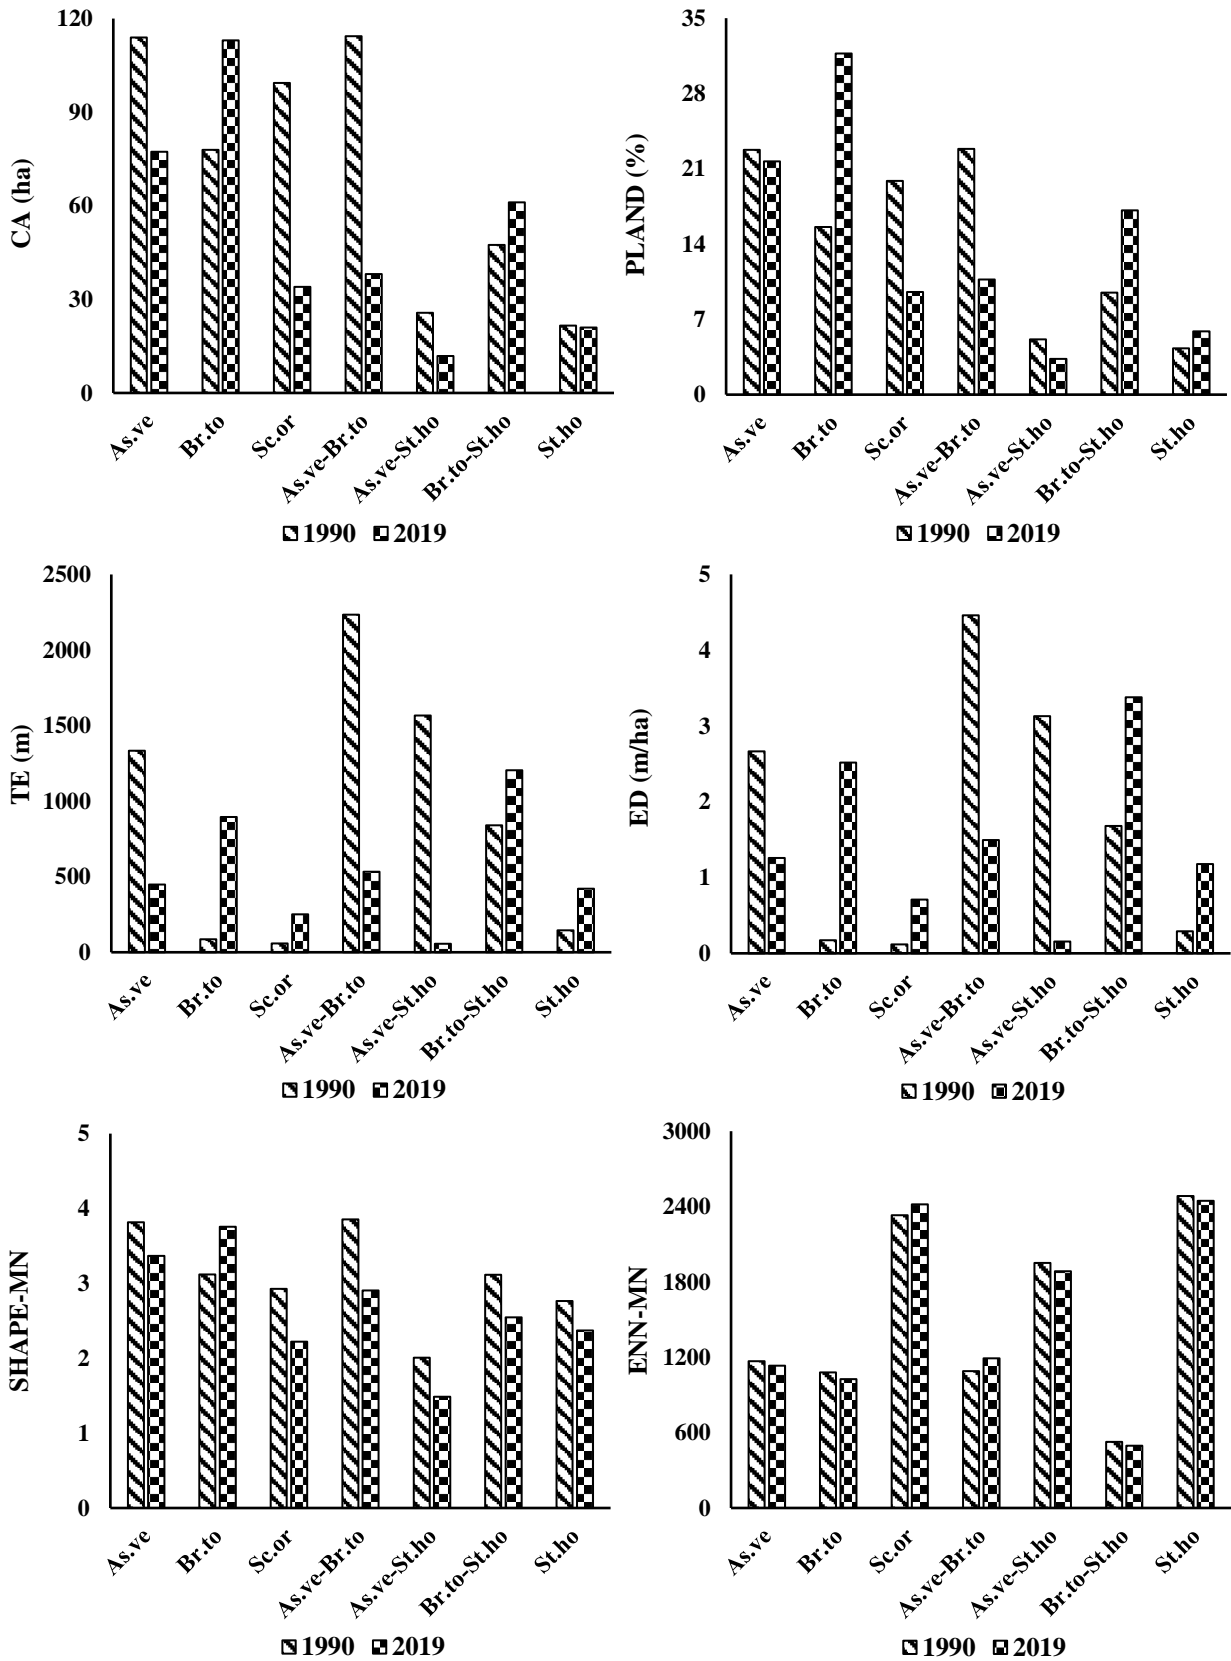 CA (ha)
120
90
60
30
0
As.ve
Br.to
Sc.or
As.ve-Br.to
As.ve-St.ho
Br.to-St.ho
St.ho
1990 2019
PLAND (%)
35
28
21
14
7
0
As.ve
Br.to
Sc.or
As.ve-Br.to
As.ve-St.ho
Br.to-St.ho
St.ho
1990 2019
TE (m)
2500
2000
1500
1000
500
0
As.ve
Br.to
Sc.or
As.ve-Br.to
As.ve-St.ho
Br.to-St.ho
St.ho
1990 2019
ED (m/ha)
5
4
3
2
1
0
As.ve
Br.to
Sc.or
As.ve-Br.to
As.ve-St.ho
Br.to-St.ho
St.ho
1990 2019
SHAPE-MN
5
4
3
2
1
0
As.ve
Br.to
Sc.or
As.ve-Br.to
As.ve-St.ho
Br.to-St.ho
St.ho
1990 2019
ENN-MN
3000
2400
1800
1200
600
0
As.ve
Br.to
Sc.or
As.ve-Br.to
As.ve-St.ho
Br.to-St.ho
St.ho
1990 2019